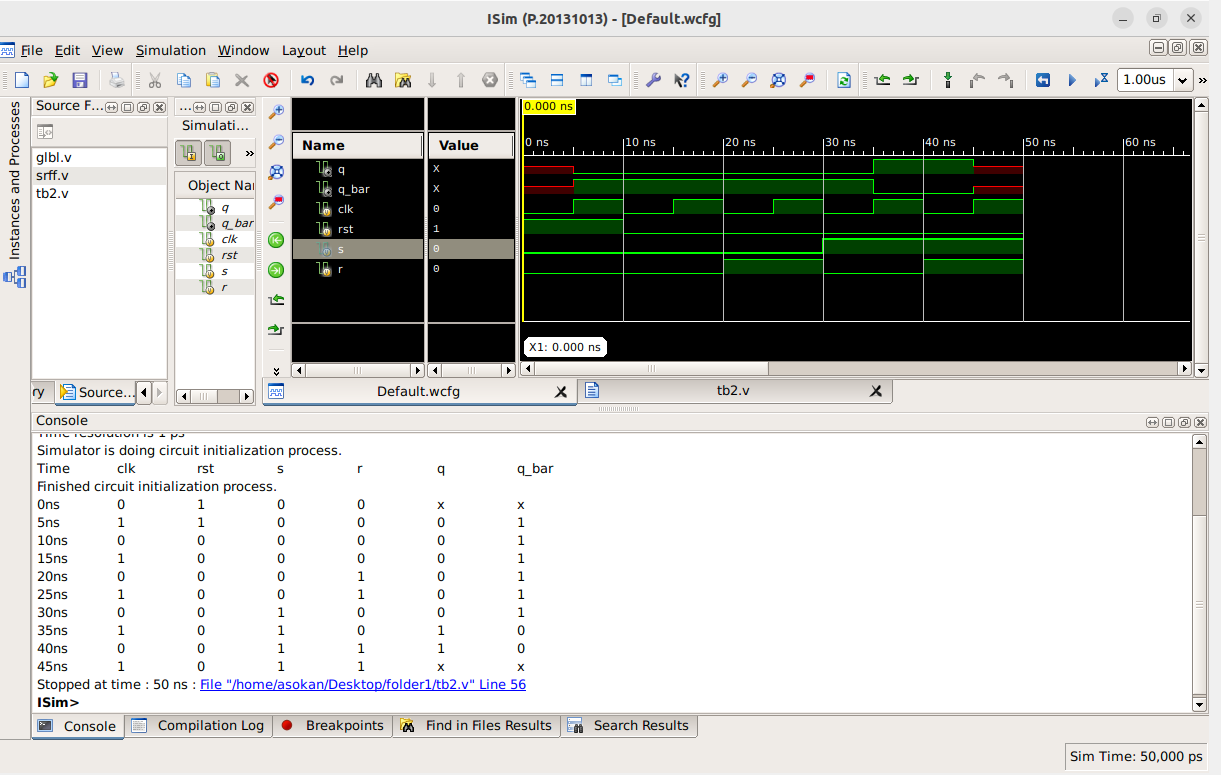 ISim (P.20131013) - [Default.wcfg]
File Edit View Simulation Window Layout Help
1.00us
»
Instances and Processes
Source F...
glbl.v
srff.v
tb2.v
ry
Source...
...
Simulati...
»
Object Nar
q
q_bar
clk
rst
s
r
Name Value
q X
q_bar X
clk 0
rst 1
s 0
r 0
0.000 ns
0 ns 10 ns 20 ns 30 ns 40 ns 50 ns 60 ns
X1: 0.000 ns
Default.wcfg
tb2.v
Console
Time resolution is 1 ps
Simulator is doing circuit initialization process.
Time clk rst s r q q_bar
Finished circuit initialization process.
0ns 0 1 0 0 x x
5ns 1 1 0 0 0 1
10ns 0 0 0 0 0 1
15ns 1 0 0 0 0 1
20ns 0 0 0 1 0 1
25ns 1 0 0 1 0 1
30ns 0 0 1 0 0 1
35ns 1 0 1 0 1 0
40ns 0 0 1 1 1 0
45ns 1 0 1 1 x x
Stopped at time : 50 ns : File "/home/asokan/Desktop/folder1/tb2.v" Line 56
ISim>
Console
Compilation Log
Breakpoints
Find in Files Results
Search Results
Sim Time: 50,000 ps